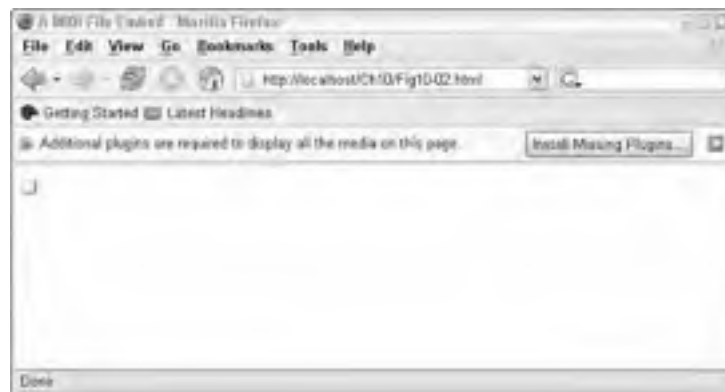 A MIDI File Embed - Mozilla Firefox
File Edit View Go Bookmarks Tools Help
http://localhost/Ch10/Fig10-02.html
Getting Started Latest Headlines
Additional plugins are required to display all the media on this page. Install Missing Plugins...
Done